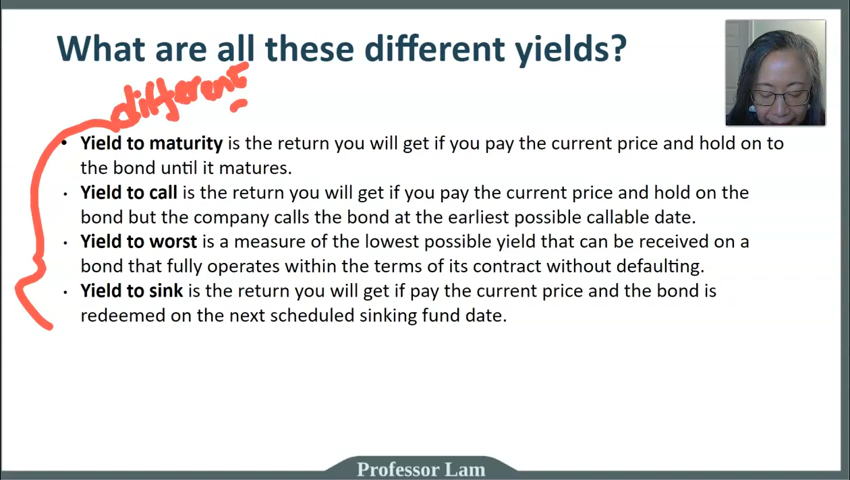 What are all these different yields?
different
• Yield to maturity is the return you will get if you pay the current price and hold on to
the bond until it matures.
• Yield to call is the return you will get if you pay the current price and hold on the
bond but the company calls the bond at the earliest possible callable date.
• Yield to worst is a measure of the lowest possible yield that can be received on a
bond that fully operates within the terms of its contract without defaulting.
• Yield to sink is the return you will get if pay the current price and the bond is
redeemed on the next scheduled sinking fund date.
Professor Lam